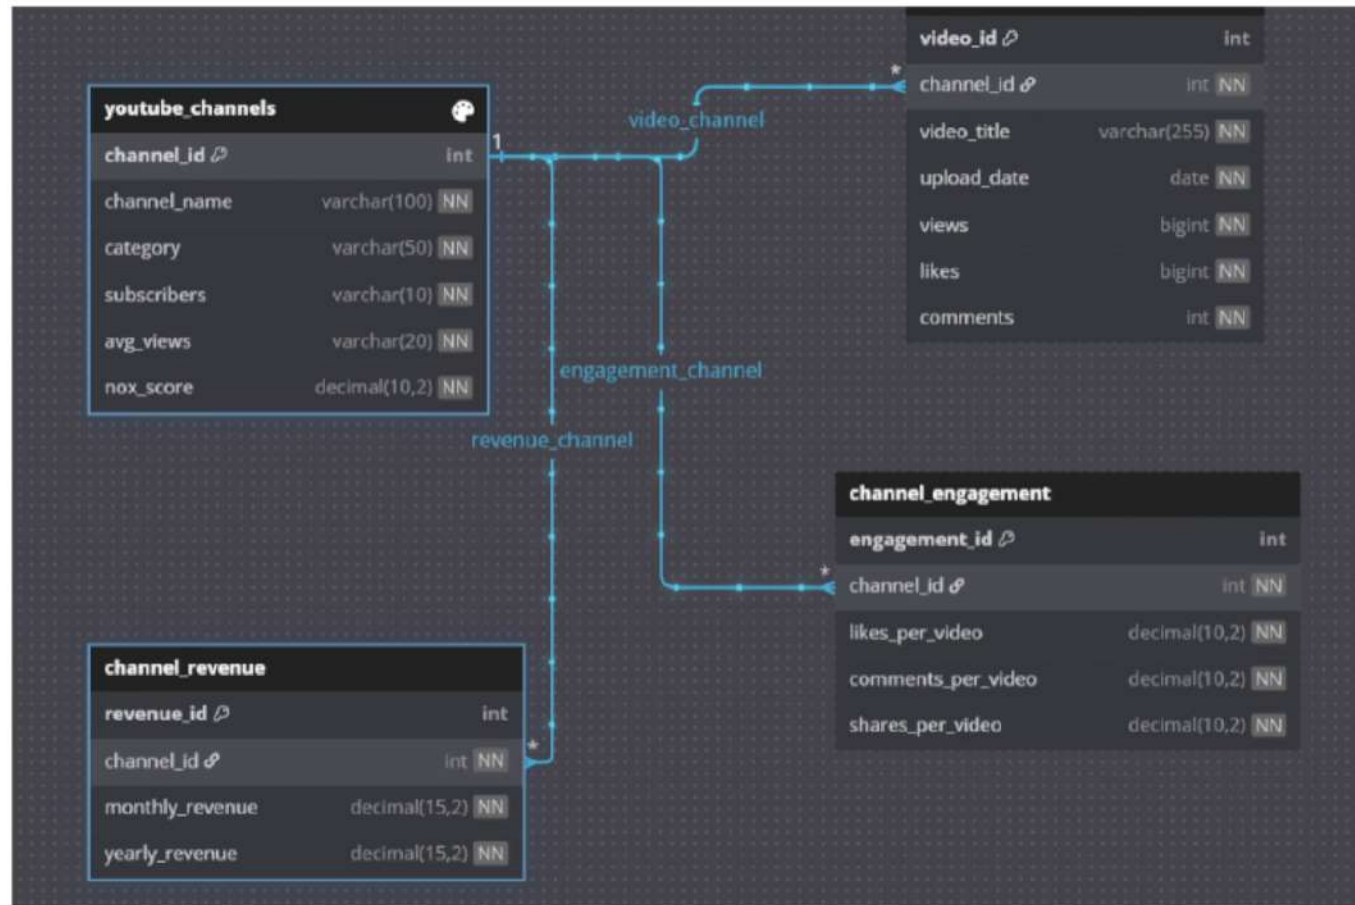 youtube_channels
channel_id int
channel_name varchar(100) NN
category varchar(50) NN
subscribers varchar(10) NN
avg_views varchar(20) NN
nox_score decimal(10,2) NN
1
video_channel
engagement_channel
revenue_channel
video_id int
* channel_id int NN
video_title varchar(255) NN
upload_date date NN
views bigint NN
likes bigint NN
comments int NN
channel_engagement
engagement_id int
* channel_id int NN
likes_per_video decimal(10,2) NN
comments_per_video decimal(10,2) NN
shares_per_video decimal(10,2) NN
channel_revenue
revenue_id int
channel_id int NN *
monthly_revenue decimal(15,2) NN
yearly_revenue decimal(15,2) NN